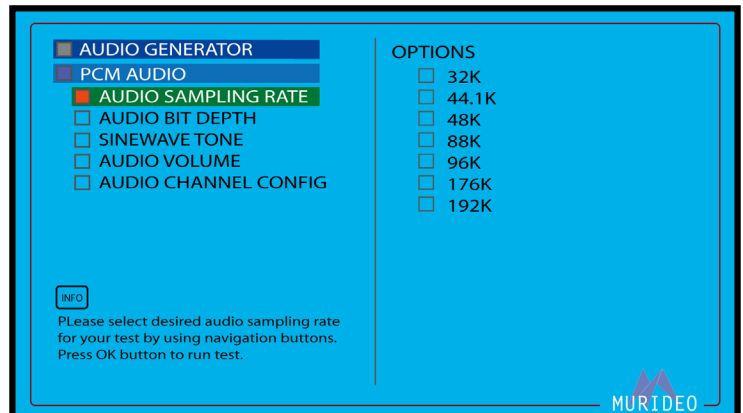 AUDIO GENERATOR
PCM AUDIO
AUDIO SAMPLING RATE
AUDIO BIT DEPTH
SINEWAVE TONE
AUDIO VOLUME
AUDIO CHANNEL CONFIG
INFO
PLease select desired audio sampling rate
for your test by using navigation buttons.
Press OK button to run test.
OPTIONS
32K
44.1K
48K
88K
96K
176K
192K
MURIDEO